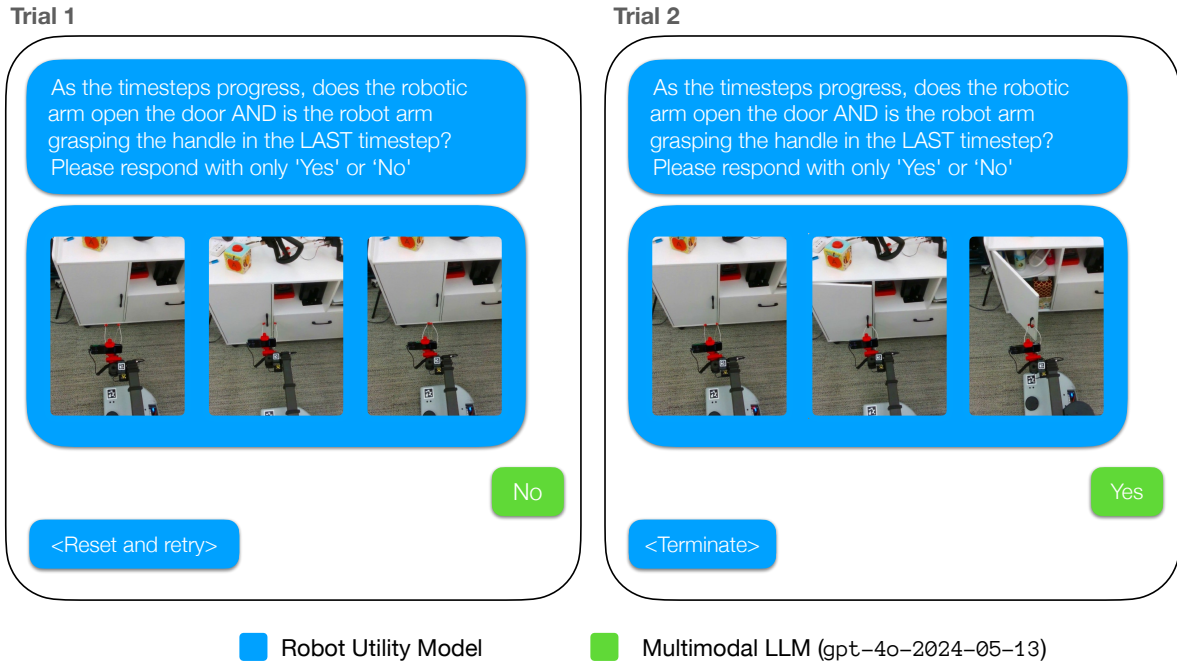 Trial 1
As the timesteps progress, does the robotic
arm open the door AND is the robot arm
grasping the handle in the LAST timestep?
Please respond with only 'Yes' or ‘No'
No
<Reset and retry>
Trial 2
As the timesteps progress, does the robotic
arm open the door AND is the robot arm
grasping the handle in the LAST timestep?
Please respond with only 'Yes' or ‘No'
Yes
<Terminate>
Robot Utility Model
Multimodal LLM (gpt-4o-2024-05-13)